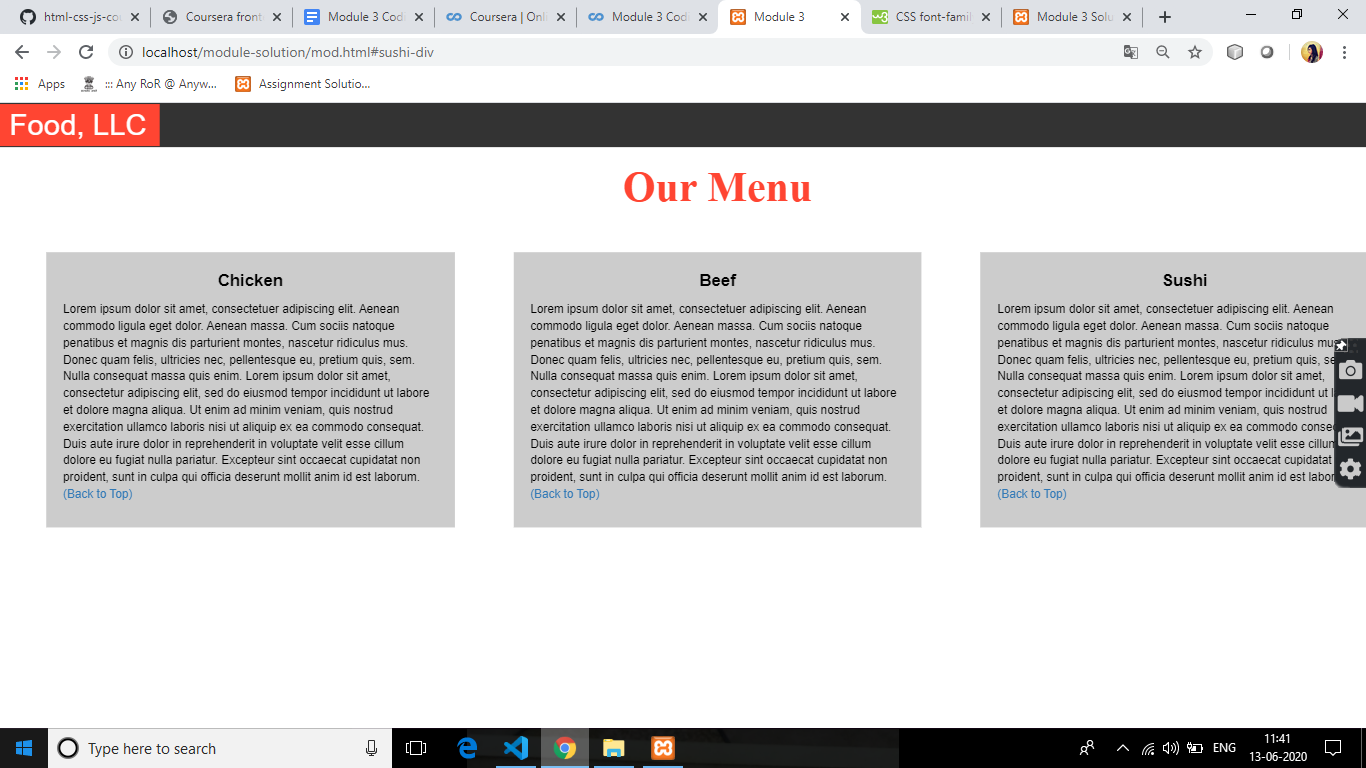 html-css-js-cou
Coursera front
Module 3 Codi
Coursera | Onli
Module 3 Codi
Module 3
CSS font-famil
Module 3 Solu
localhost/module-solution/mod.html#sushi-div
Apps
::: Any RoR @ Anyw...
Assignment Solutio...
Food, LLC
Our Menu
Chicken
Lorem ipsum dolor sit amet, consectetuer adipiscing elit. Aenean
commodo ligula eget dolor. Aenean massa. Cum sociis natoque
penatibus et magnis dis parturient montes, nascetur ridiculus mus.
Donec quam felis, ultricies nec, pellentesque eu, pretium quis, sem.
Nulla consequat massa quis enim. Lorem ipsum dolor sit amet,
consectetur adipiscing elit, sed do eiusmod tempor incididunt ut labore
et dolore magna aliqua. Ut enim ad minim veniam, quis nostrud
exercitation ullamco laboris nisi ut aliquip ex ea commodo consequat.
Duis aute irure dolor in reprehenderit in voluptate velit esse cillum
dolore eu fugiat nulla pariatur. Excepteur sint occaecat cupidatat non
proident, sunt in culpa qui officia deserunt mollit anim id est laborum.
(Back to Top)
Beef
Lorem ipsum dolor sit amet, consectetuer adipiscing elit. Aenean
commodo ligula eget dolor. Aenean massa. Cum sociis natoque
penatibus et magnis dis parturient montes, nascetur ridiculus mus.
Donec quam felis, ultricies nec, pellentesque eu, pretium quis, sem.
Nulla consequat massa quis enim. Lorem ipsum dolor sit amet,
consectetur adipiscing elit, sed do eiusmod tempor incididunt ut labore
et dolore magna aliqua. Ut enim ad minim veniam, quis nostrud
exercitation ullamco laboris nisi ut aliquip ex ea commodo consequat.
Duis aute irure dolor in reprehenderit in voluptate velit esse cillum
dolore eu fugiat nulla pariatur. Excepteur sint occaecat cupidatat non
proident, sunt in culpa qui officia deserunt mollit anim id est laborum.
(Back to Top)
Sushi
Lorem ipsum dolor sit amet, consectetuer adipiscing elit. Aenean
commodo ligula eget dolor. Aenean massa. Cum sociis natoque
penatibus et magnis dis parturient montes, nascetur ridiculus
Donec quam felis, ultricies nec, pellentesque eu, pretium quis,
Nulla consequat massa quis enim. Lorem ipsum dolor sit amet,
consectetur adipiscing elit, sed do eiusmod tempor incididunt ut
et dolore magna aliqua. Ut enim ad minim veniam, quis nostrud
exercitation ullamco laboris nisi ut aliquip ex ea commodo
Duis aute irure dolor in reprehenderit in voluptate velit esse
dolore eu fugiat nulla pariatur. Excepteur sint occaecat cupidatat
proident, sunt in culpa qui officia deserunt mollit anim id est
(Back to Top)
Type here to search
ENG
11:41
13-06-2020